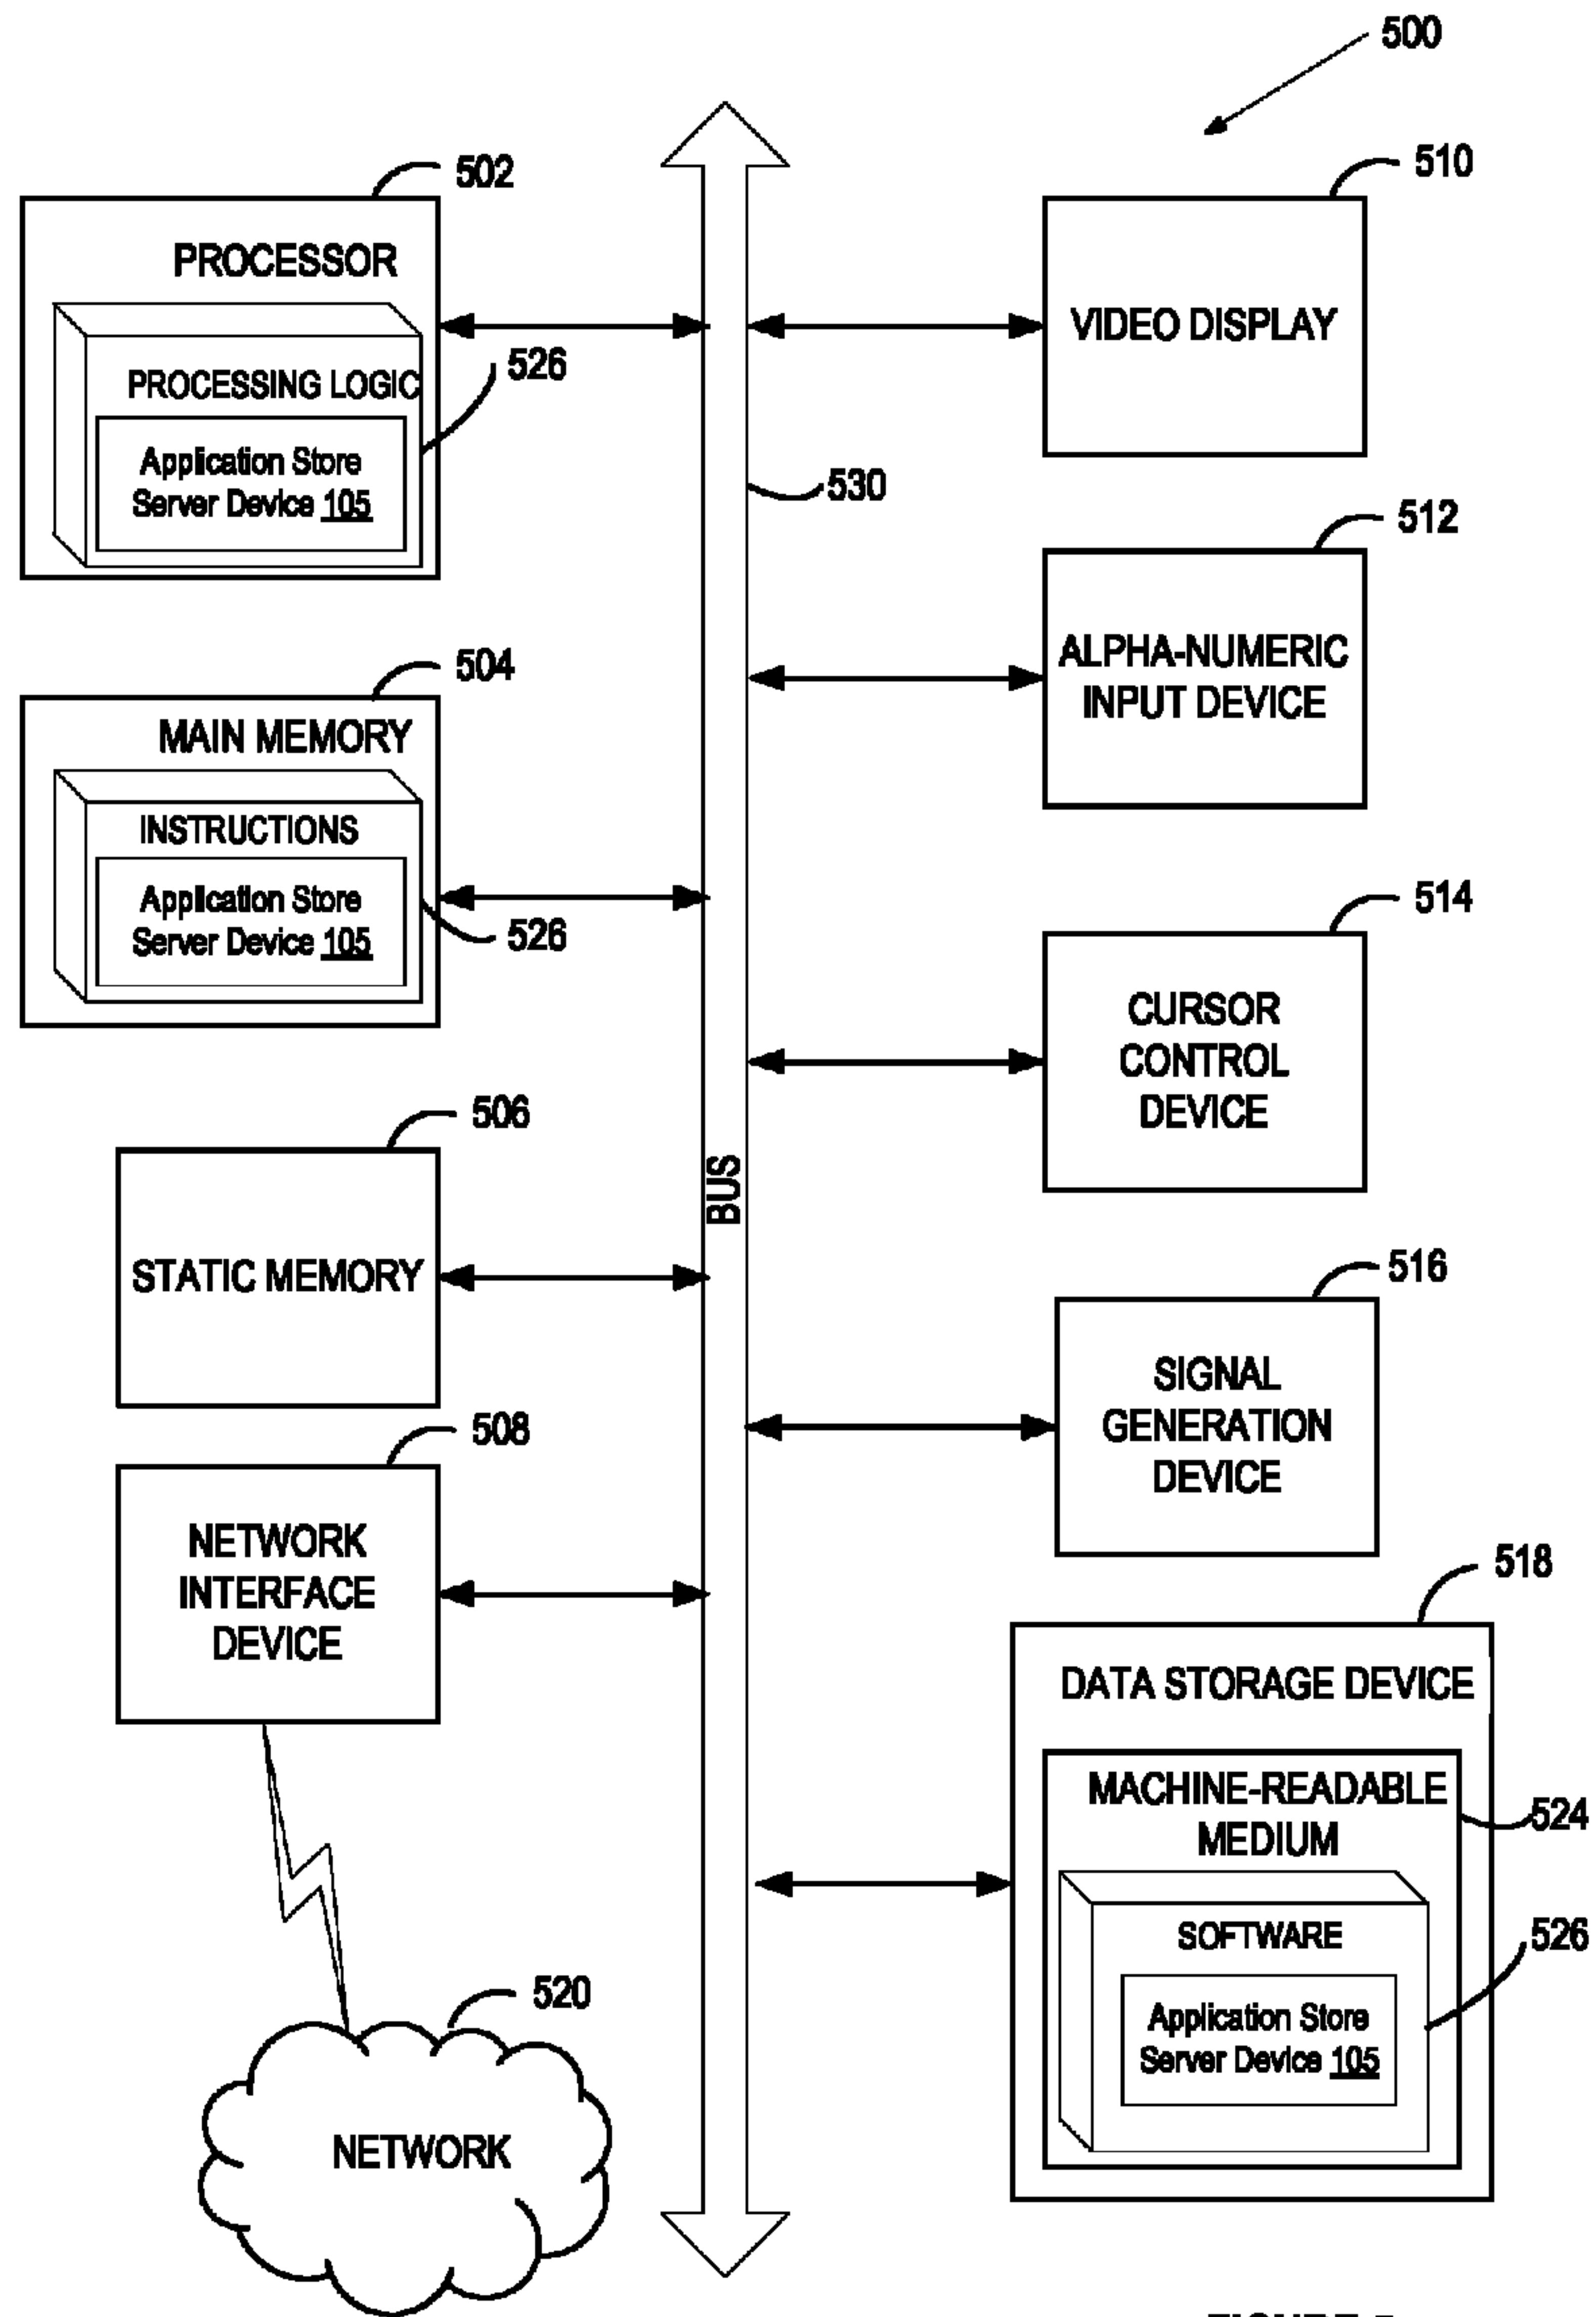 500
502
PROCESSOR
PROCESSING LOGIC
526
Application Store
Server Device 105
504
MAIN MEMORY
INSTRUCTIONS
Application Store
Server Device 105
526
506
STATIC MEMORY
508
NETWORK
INTERFACE
DEVICE
520
NETWORK
BUS
530
510
VIDEO DISPLAY
512
ALPHA-NUMERIC
INPUT DEVICE
514
CURSOR
CONTROL
DEVICE
516
SIGNAL
GENERATION
DEVICE
518
DATA STORAGE DEVICE
MACHINE-READABLE
MEDIUM
524
SOFTWARE
526
Application Store
Server Device 105